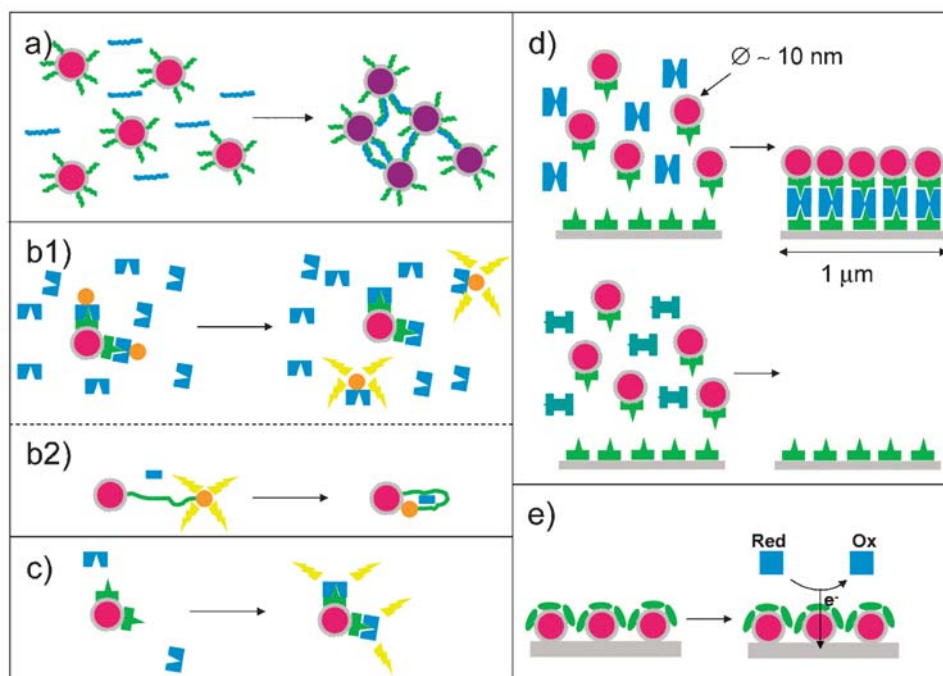 a)
b1)
b2)
c)
d)
∅ ~ 10 nm
1 μm
e)
Red Ox
e-